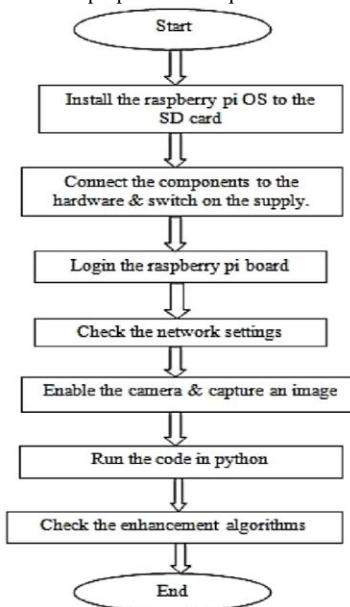 Start
Install the raspberry pi OS to the
SD card
Connect the components to the
hardware & switch on the supply.
Login the raspberry pi board
Check the network settings
Enable the camera & capture an image
Run the code in python
Check the enhancement algorithms
End